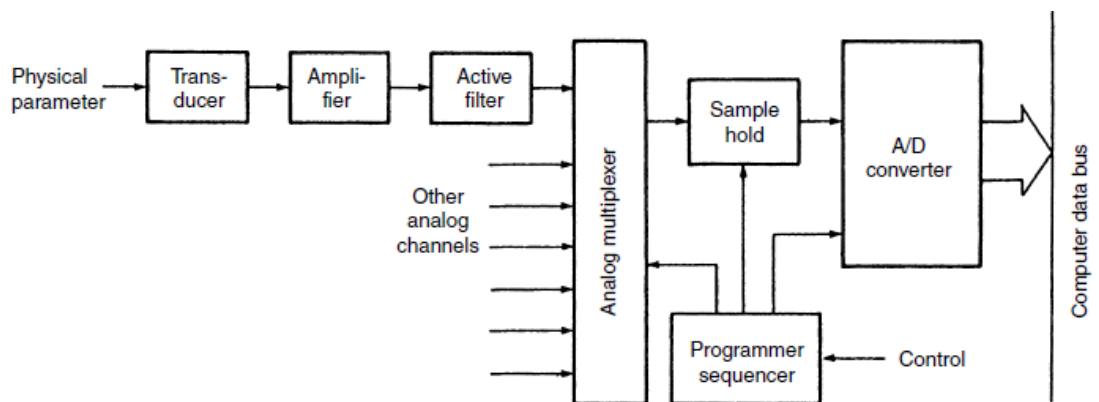 Physical
parameter
Trans-
ducer
Ampli-
fier
Active
filter
Other
analog
channels
Analog multiplexer
Sample
hold
A/D
converter
Programmer
sequencer
Control
Computer data bus